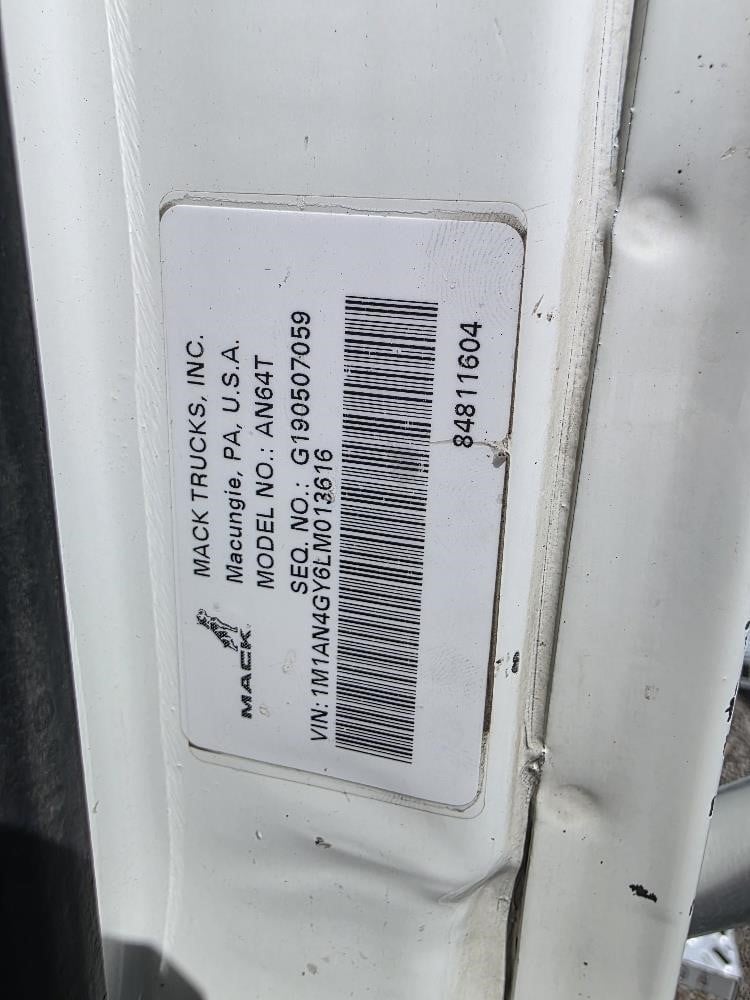 MACK
MACK TRUCKS, INC.
Macungie, PA, U.S.A.
MODEL NO.: AN64T
SEQ. NO.: G190507059
VIN: 1M1AN4GY6LM013616
84811604